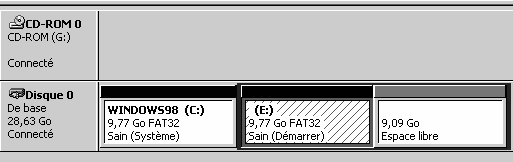 CD-ROM 0
CD-ROM (G:)
Connecté
Disque 0
De base
28,63 Go
Connecté
WINDOWS98 (C:)
9,77 Go FAT32
Sain (Système)
(E:)
9,77 Go FAT32
Sain (Démarrer)
9,09 Go
Espace libre